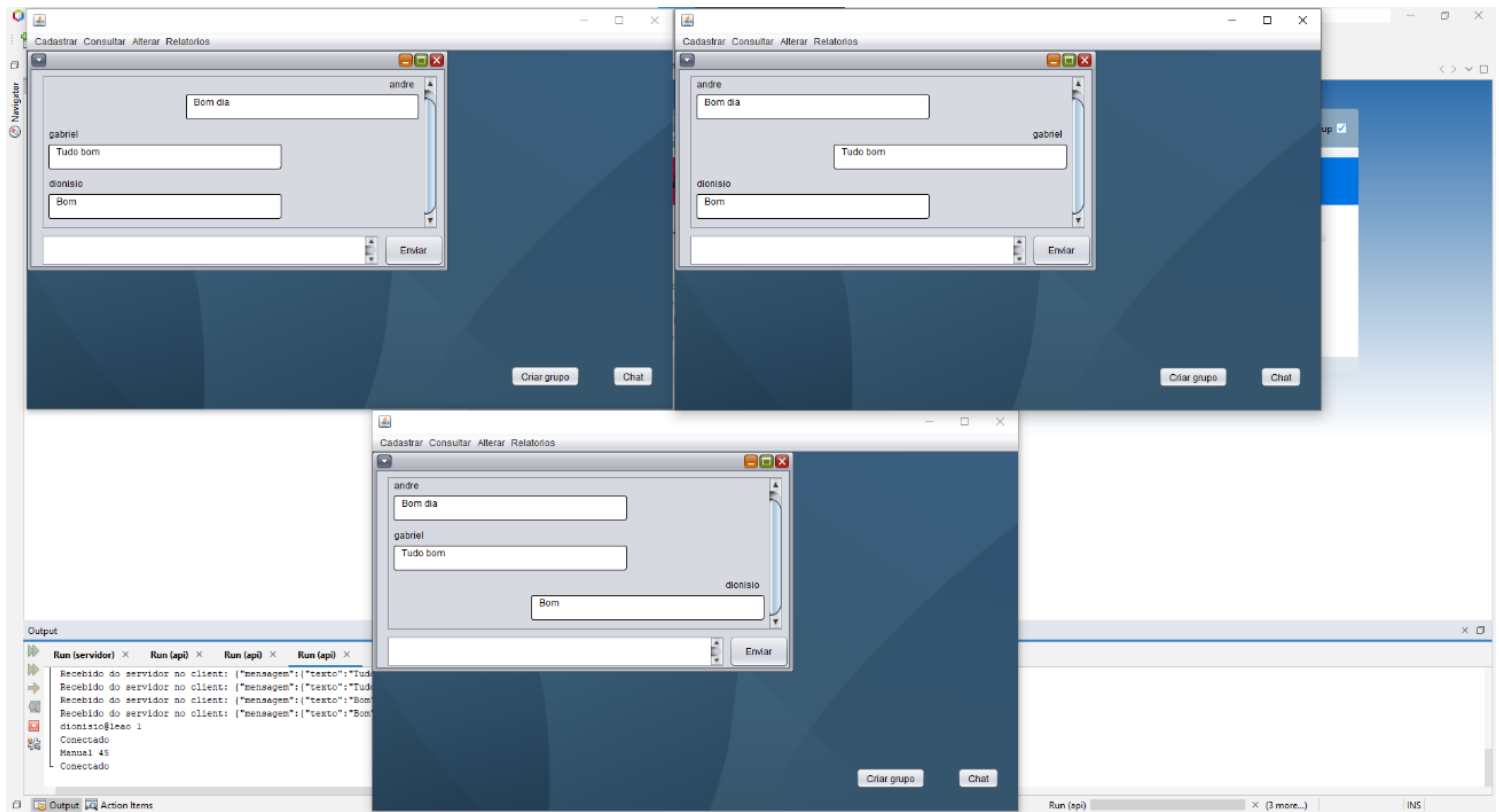 Cadastrar Consultar Alterar Relatorios
andre
Bom dia
gabriel
Tudo bom
dionisio
Bom
Enviar
Criar grupo Chat
Cadastrar Consultar Alterar Relatorios
andre
Bom dia
gabriel
Tudo bom
dionisio
Bom
Enviar
Criar grupo Chat
Navigator
up
Cadastrar Consultar Alterar Relatorios
andre
Bom dia
gabriel
Tudo bom
dionisio
Bom
Enviar
Criar grupo Chat
Output
Run (servidor) Run (api) Run (api) Run (api)
Recebido do servidor no client: {"mensagem":{"texto":"Tud
Recebido do servidor no client: {"mensagem":{"texto":"Tud
Recebido do servidor no client: {"mensagem":{"texto":"Bom"
Recebido do servidor no client: {"mensagem":{"texto":"Bom"
dionisio@leao 1
Conectado
Manual 45
Conectado
Output Action Items
Run (api) (3 more...) INS